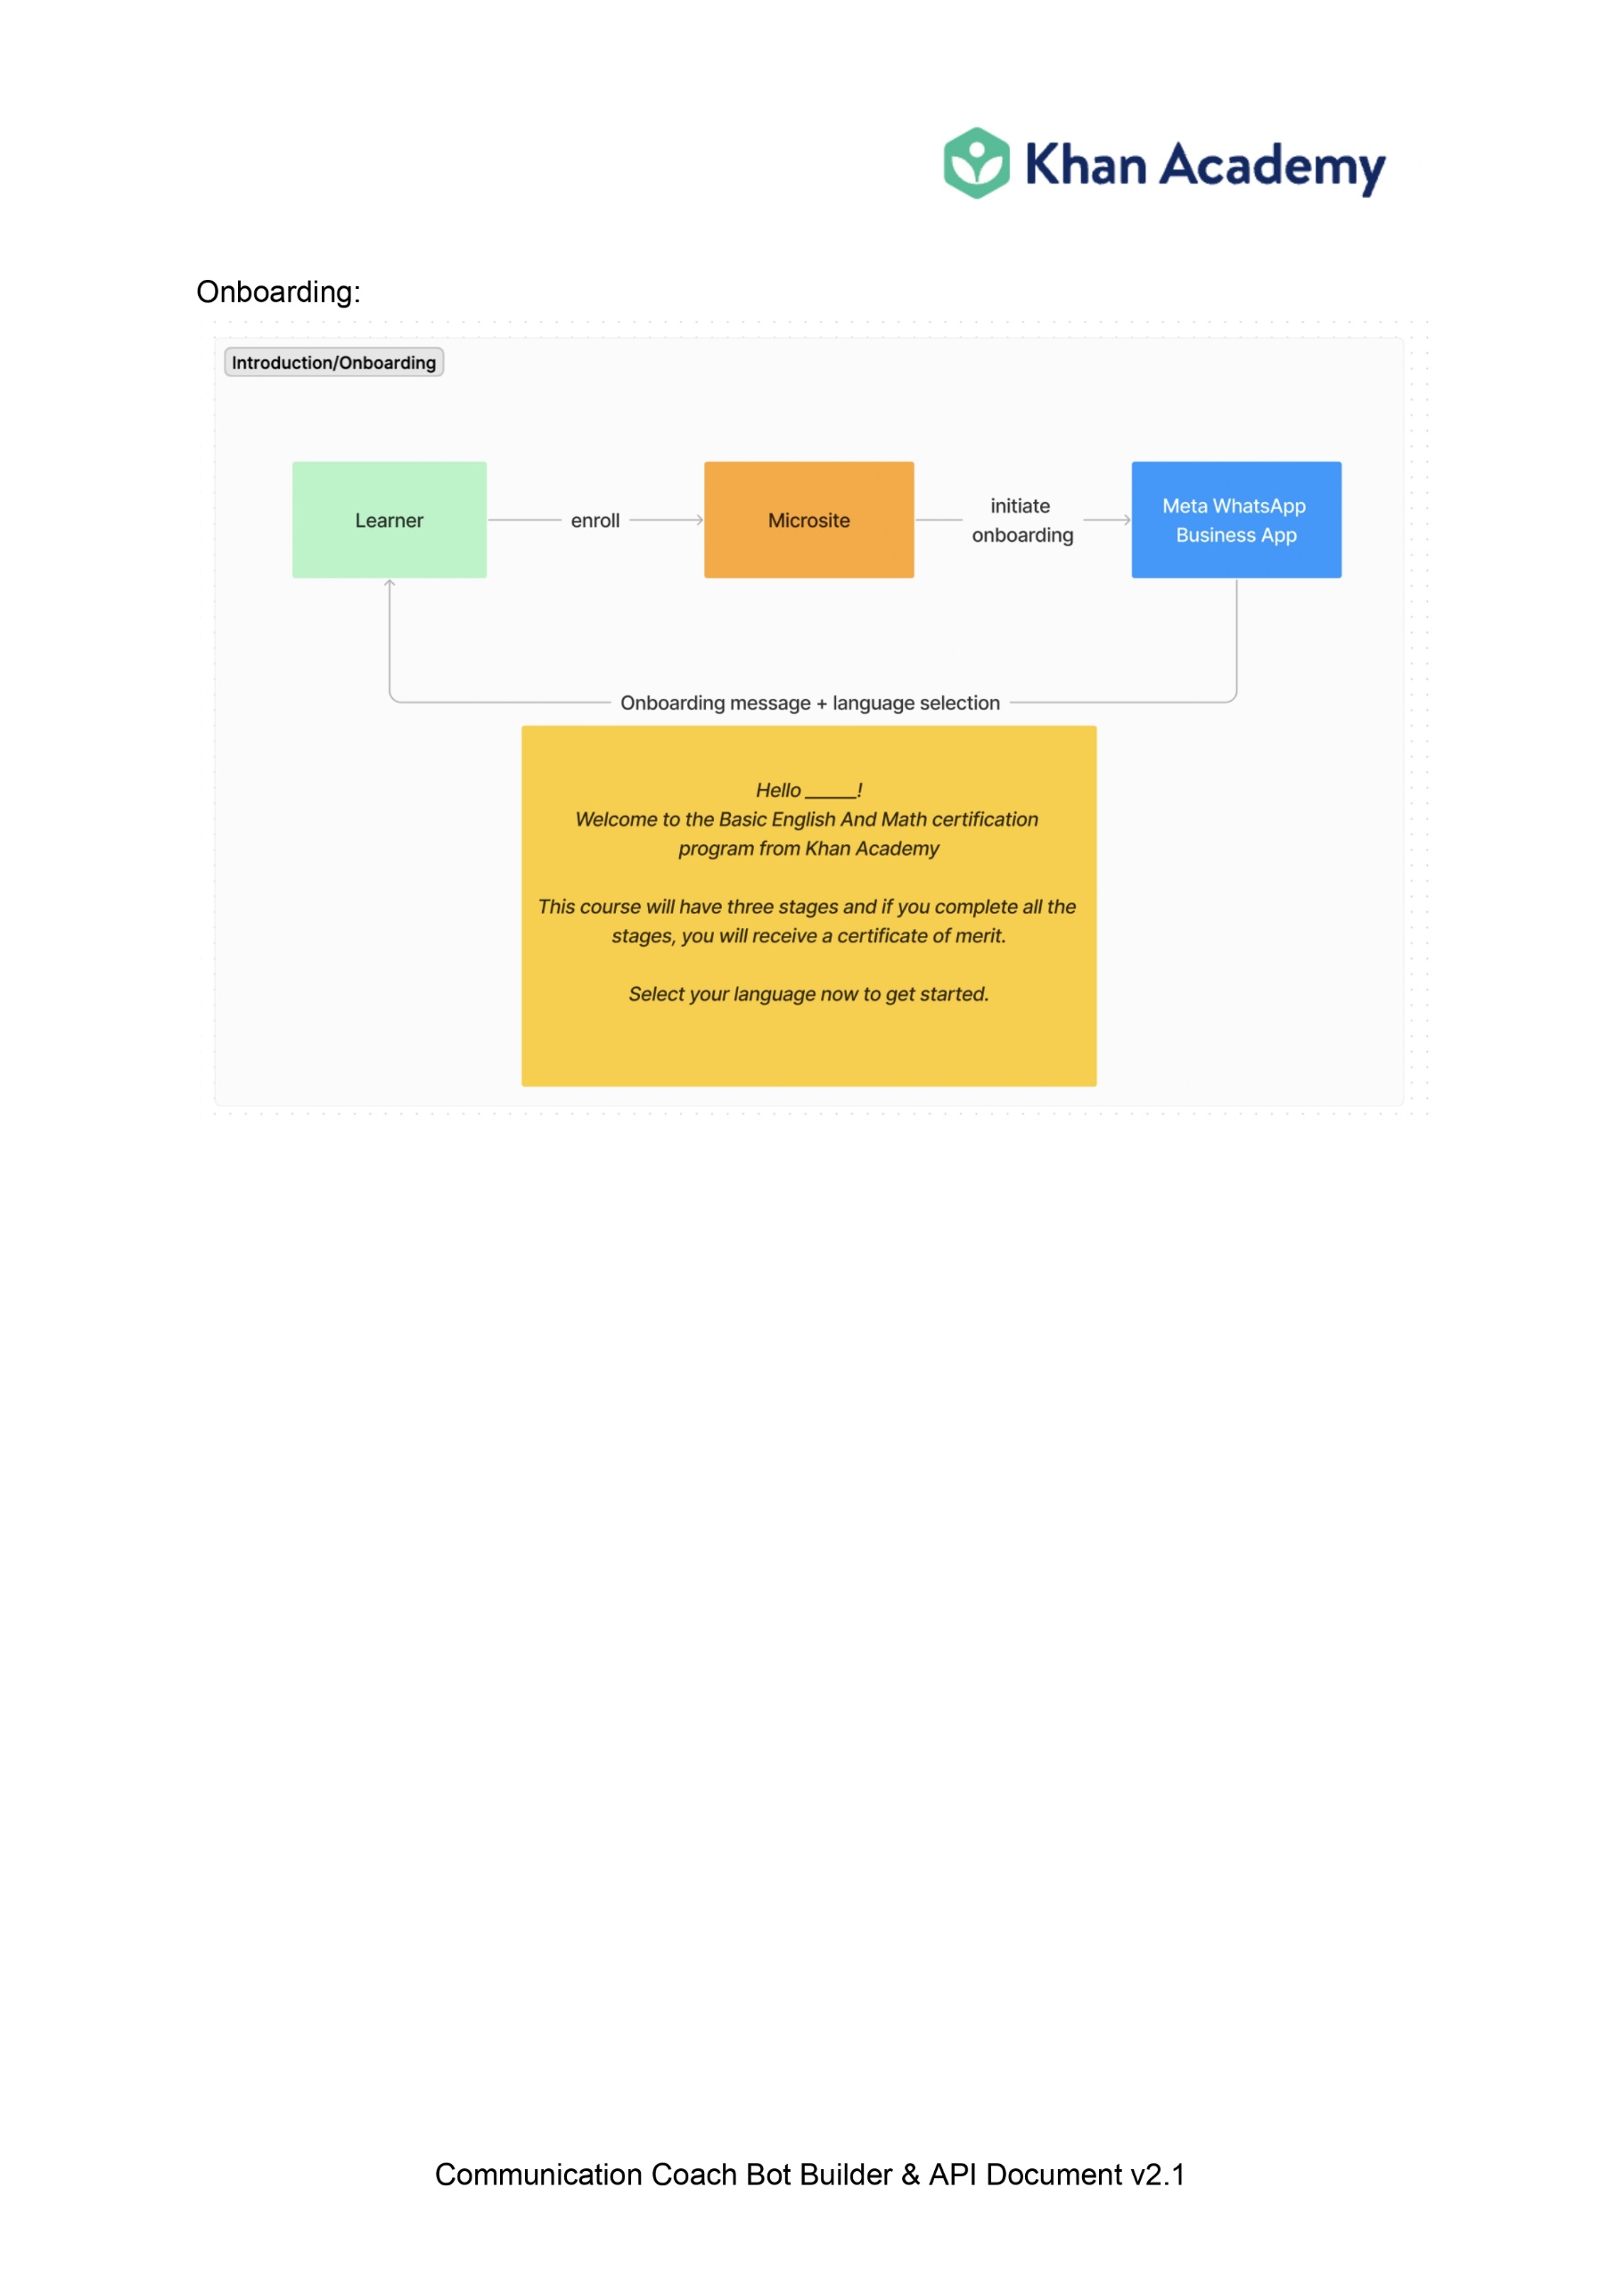 Khan Academy
Onboarding:
Introduction/Onboarding
Learner
enroll
Microsite
initiate
onboarding
Meta WhatsApp
Business App
Onboarding message + language selection
Hello _____!
Welcome to the Basic English And Math certification
program from Khan Academy
This course will have three stages and if you complete all the
stages, you will receive a certificate of merit.
Select your language now to get started.
Communication Coach Bot Builder & API Document v2.1